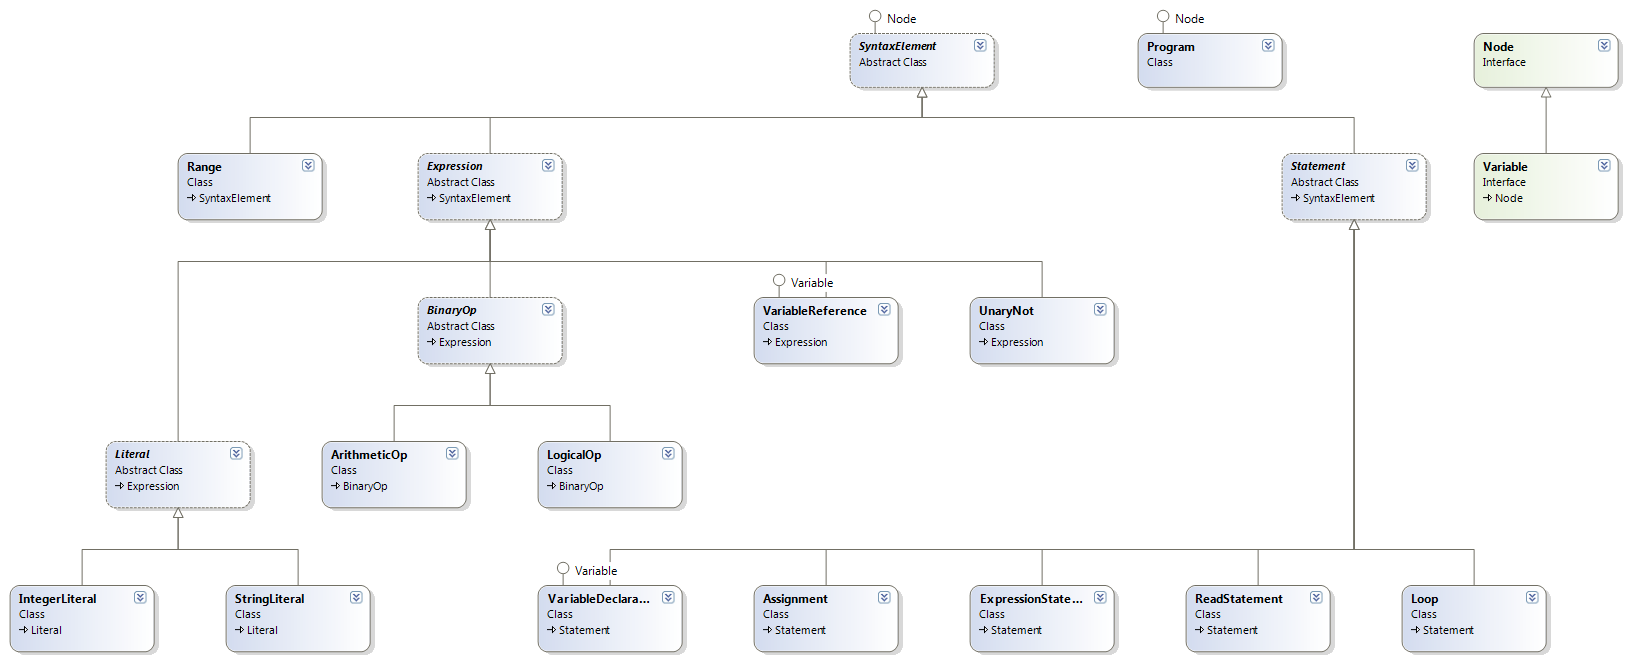 Node
SyntaxElement
Abstract Class
Node
Program
Class
Node
Interface
Range
Class
SyntaxElement
Expression
Abstract Class
SyntaxElement
Statement
Abstract Class
SyntaxElement
Variable
Interface
Node
BinaryOp
Abstract Class
Expression
Variable
VariableReference
Class
Expression
UnaryNot
Class
Expression
Literal
Abstract Class
Expression
ArithmeticOp
Class
BinaryOp
LogicalOp
Class
BinaryOp
IntegerLiteral
Class
Literal
StringLiteral
Class
Literal
Variable
VariableDeclara...
Class
Statement
Assignment
Class
Statement
ExpressionState...
Class
Statement
ReadStatement
Class
Statement
Loop
Class
Statement